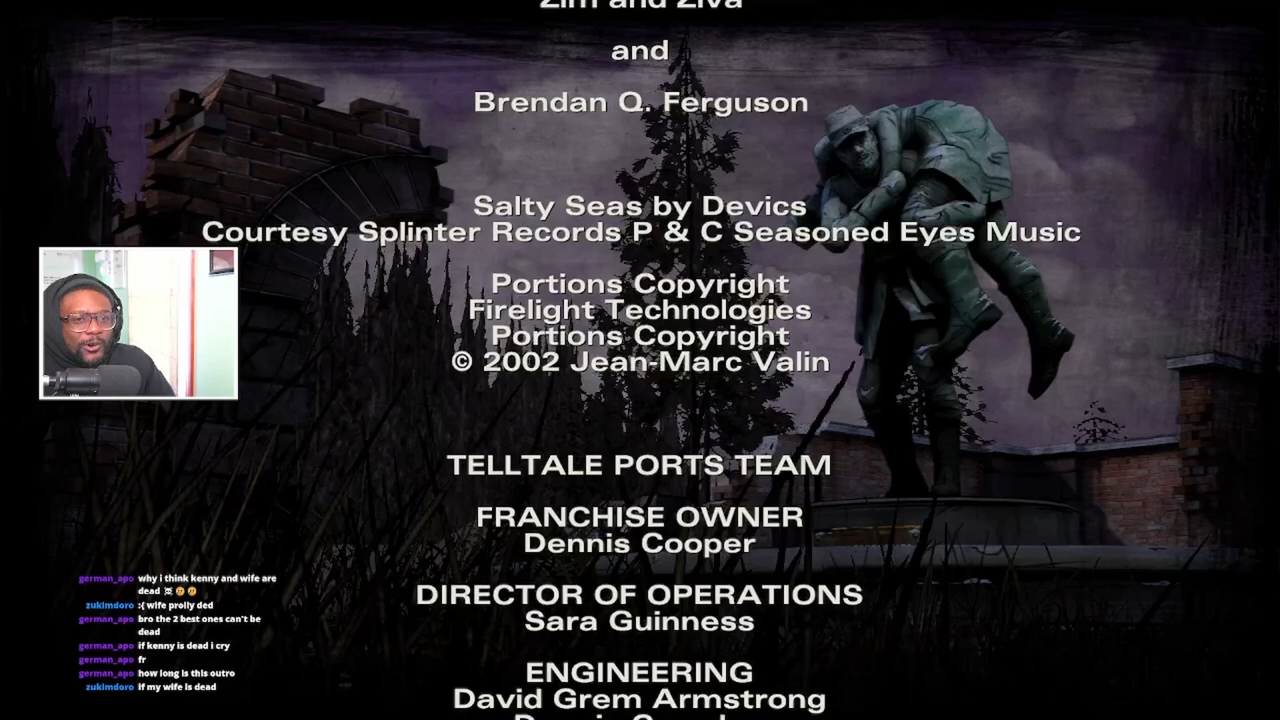 Zim and Ziva
and
Brendan Q. Ferguson
Salty Seas by Devics
Courtesy Splinter Records P & C Seasoned Eyes Music
Portions Copyright
Firelight Technologies
Portions Copyright
© 2002 Jean-Marc Valin
TELLTALE PORTS TEAM
FRANCHISE OWNER
Dennis Cooper
DIRECTOR OF OPERATIONS
Sara Guinness
ENGINEERING
David Grem Armstrong
german_apo why i think kenny and wife are
dead ☠️🥺🥺
zukimdoro :( wife prolly ded
german_apo bro the 2 best ones can't be
dead
german_apo if kenny is dead i cry
german_apo fr
german_apo how long is this outro
zukimdoro if my wife is dead